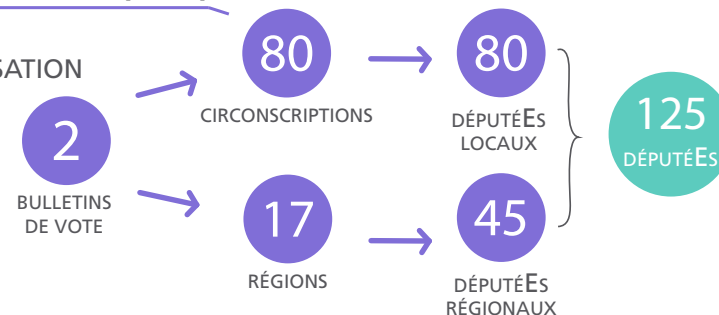 SATION
2
BULLETINS
DE VOTE
80
CIRCONSCRIPTIONS
80
DÉPUTÉEs
LOCAUX
17
RÉGIONS
45
DÉPUTÉEs
RÉGIONAUX
125
DÉPUTÉEs